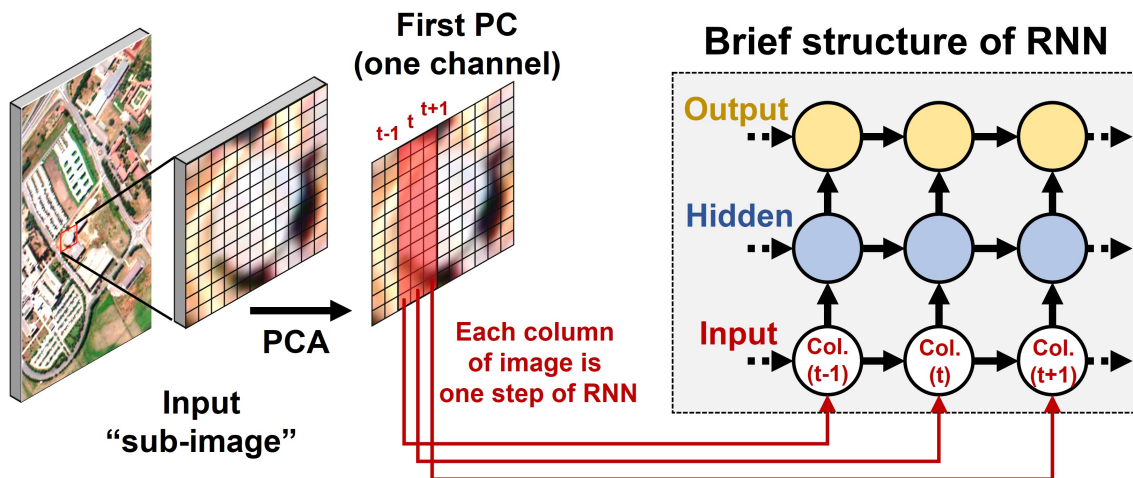 First PC
(one channel)
t-1
t
t+1
PCA
Input
“sub-image”
Each column
of image is
one step of RNN
Brief structure of RNN
Output
Hidden
Input
Col.
(t-1)
Col.
(t)
Col.
(t+1)